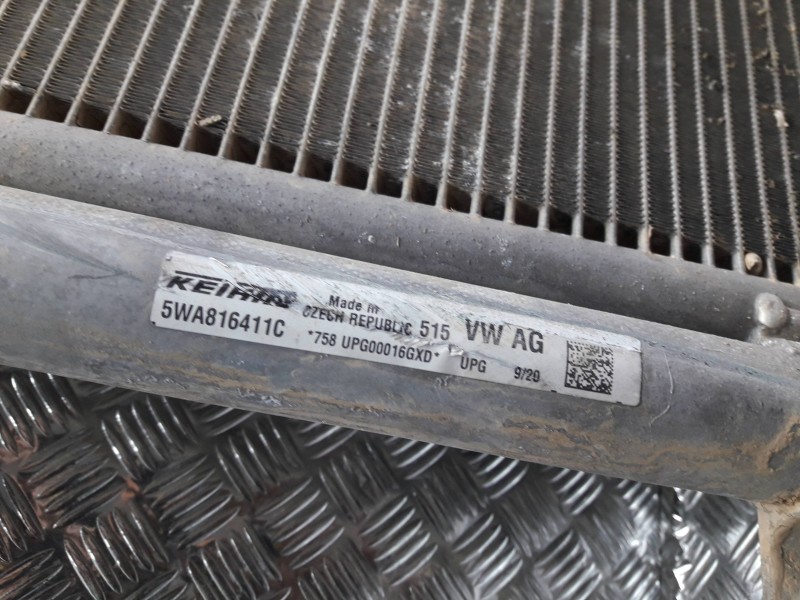 KEIHIN Made in
5WA816411C CZECH REPUBLIC 515 VW AG
*758 UPG00016GXD* UPG 9/20